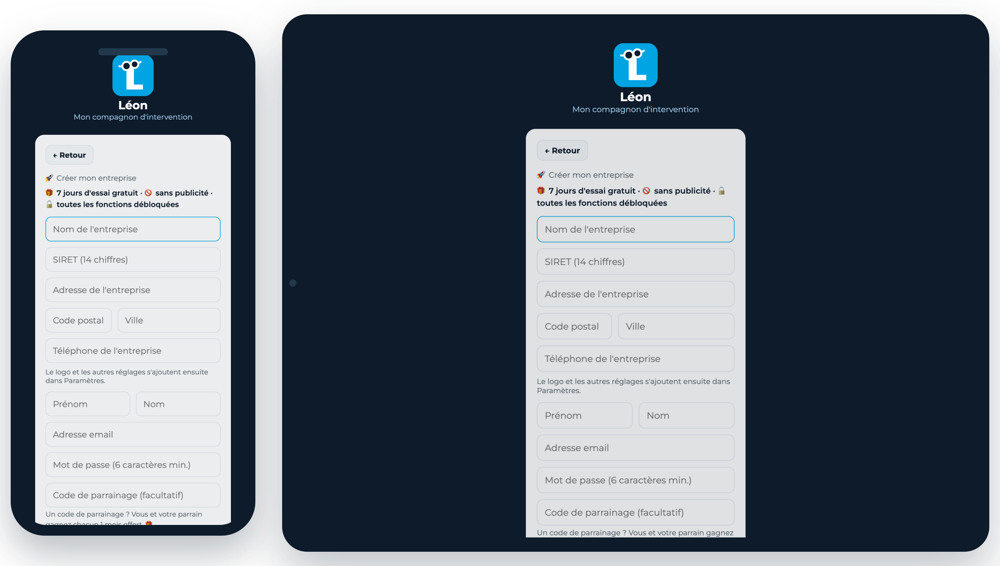 L
Léon
Mon compagnon d'intervention
← Retour
🚀 Créer mon entreprise
🎁 7 jours d'essai gratuit · 🚫 sans publicité ·
🔓 toutes les fonctions débloquées
Nom de l'entreprise
SIRET (14 chiffres)
Adresse de l'entreprise
Code postal
Ville
Téléphone de l'entreprise
Le logo et les autres réglages s'ajoutent ensuite
dans Paramètres.
Prénom
Nom
Adresse email
Mot de passe (6 caractères min.)
Code de parrainage (facultatif)
Un code de parrainage ? Vous et votre parrain
gagnez chacun 1 mois offert 🎁
L
Léon
Mon compagnon d'intervention
← Retour
🚀 Créer mon entreprise
🎁 7 jours d'essai gratuit · 🚫 sans publicité · 🔓
toutes les fonctions débloquées
Nom de l'entreprise
SIRET (14 chiffres)
Adresse de l'entreprise
Code postal
Ville
Téléphone de l'entreprise
Le logo et les autres réglages s'ajoutent ensuite dans
Paramètres.
Prénom
Nom
Adresse email
Mot de passe (6 caractères min.)
Code de parrainage (facultatif)
Un code de parrainage ? Vous et votre parrain gagnez